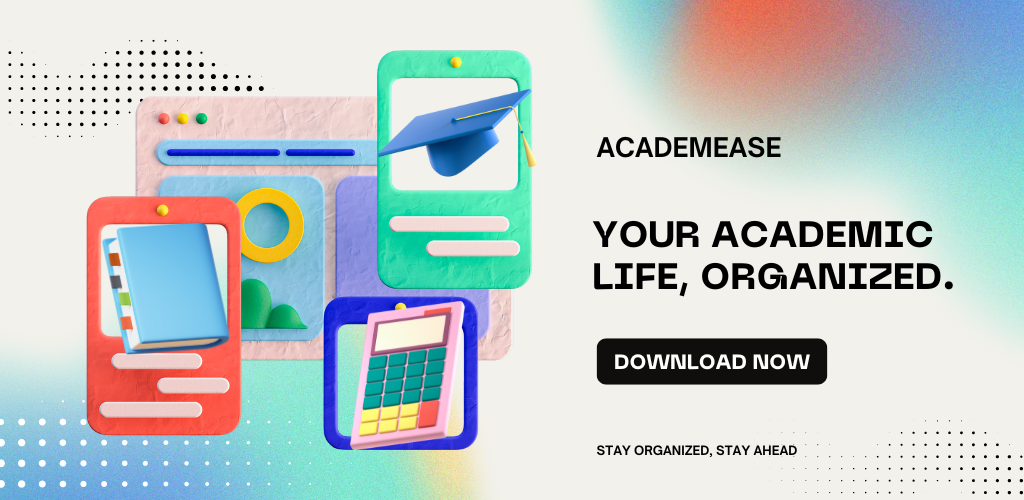 ACADEMEASE
YOUR ACADEMIC
LIFE, ORGANIZED.
DOWNLOAD NOW
STAY ORGANIZED, STAY AHEAD